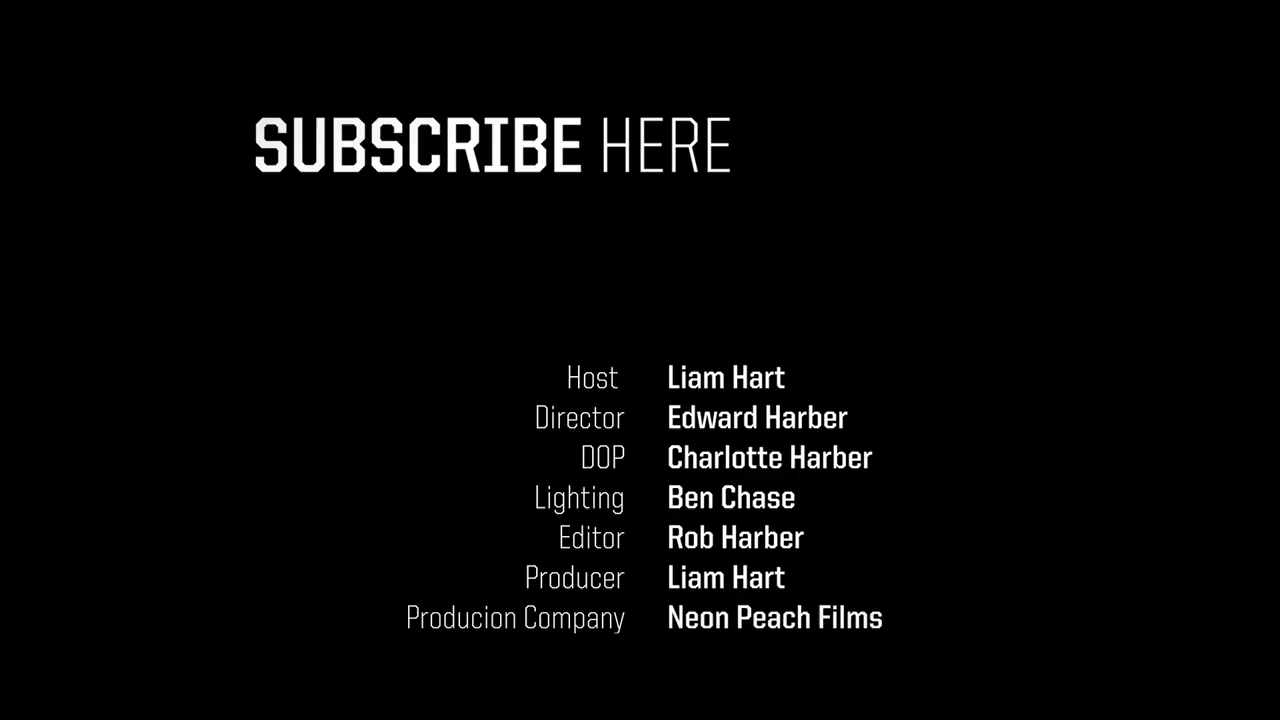 SUBSCRIBE HERE
Host Liam Hart
Director Edward Harber
DOP Charlotte Harber
Lighting Ben Chase
Editor Rob Harber
Producer Liam Hart
Producion Company Neon Peach Films